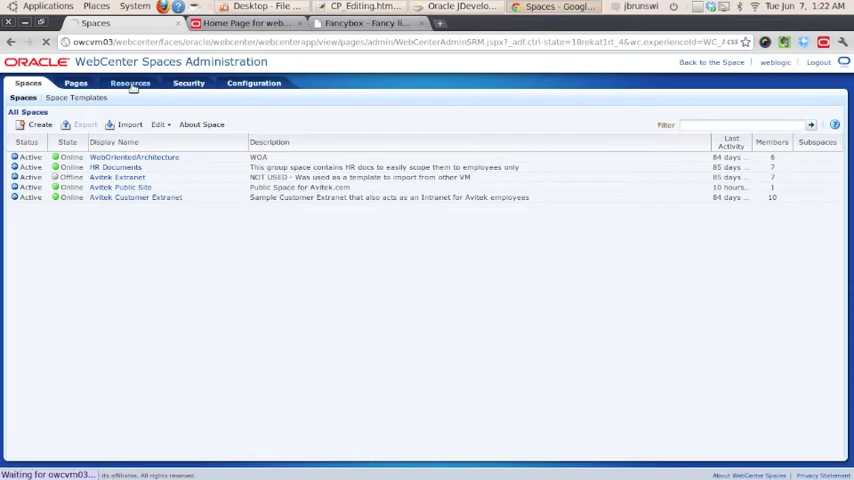 Applications Places System Desktop - File ... CP_Editing.htm... Oracle JDevelo... Spaces - Googl... jbrunswi Tue Jun 7, 1:22 AM
Spaces Home Page for web... Fancybox - Fancy li...
owcvm03/webcenter/faces/oracle/webcenter/webcenterapp/view/pages/admin/WebCenterAdminSRM.jspx?_adf.ctrl-state=18rekat1rt_4&wc.experienceId=WC_A css
ORACLE WebCenter Spaces Administration Back to the Space weblogic Logout
Spaces Pages Resources Security Configuration
Spaces Space Templates
All Spaces
Create Export Import Edit About Space Filter
Status State Display Name Description Last Activity Members Subspaces
Active Online WebOrientedArchitecture WOA 84 days ... 6
Active Online HR Documents This group space contains HR docs to easily scope them to employees only 85 days ... 7
Active Offline Avitek Extranet NOT USED - Was used as a template to import from other VM 85 days ... 7
Active Online Avitek Public Site Public Space for Avitek.com 10 hours... 1
Active Online Avitek Customer Extranet Sample Customer Extranet that also acts as an Intranet for Avitek employees 84 days ... 10
Waiting for owcvm03... its affiliates. All rights reserved. About WebCenter Spaces Privacy Statement